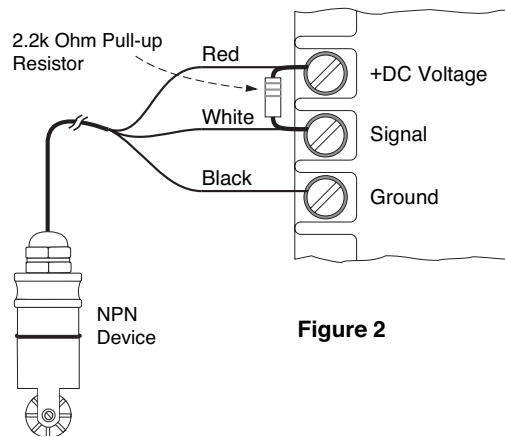 2.2k Ohm Pull-up
Resistor
Red
+DC Voltage
White
Signal
Black
Ground
NPN
Device
Figure 2